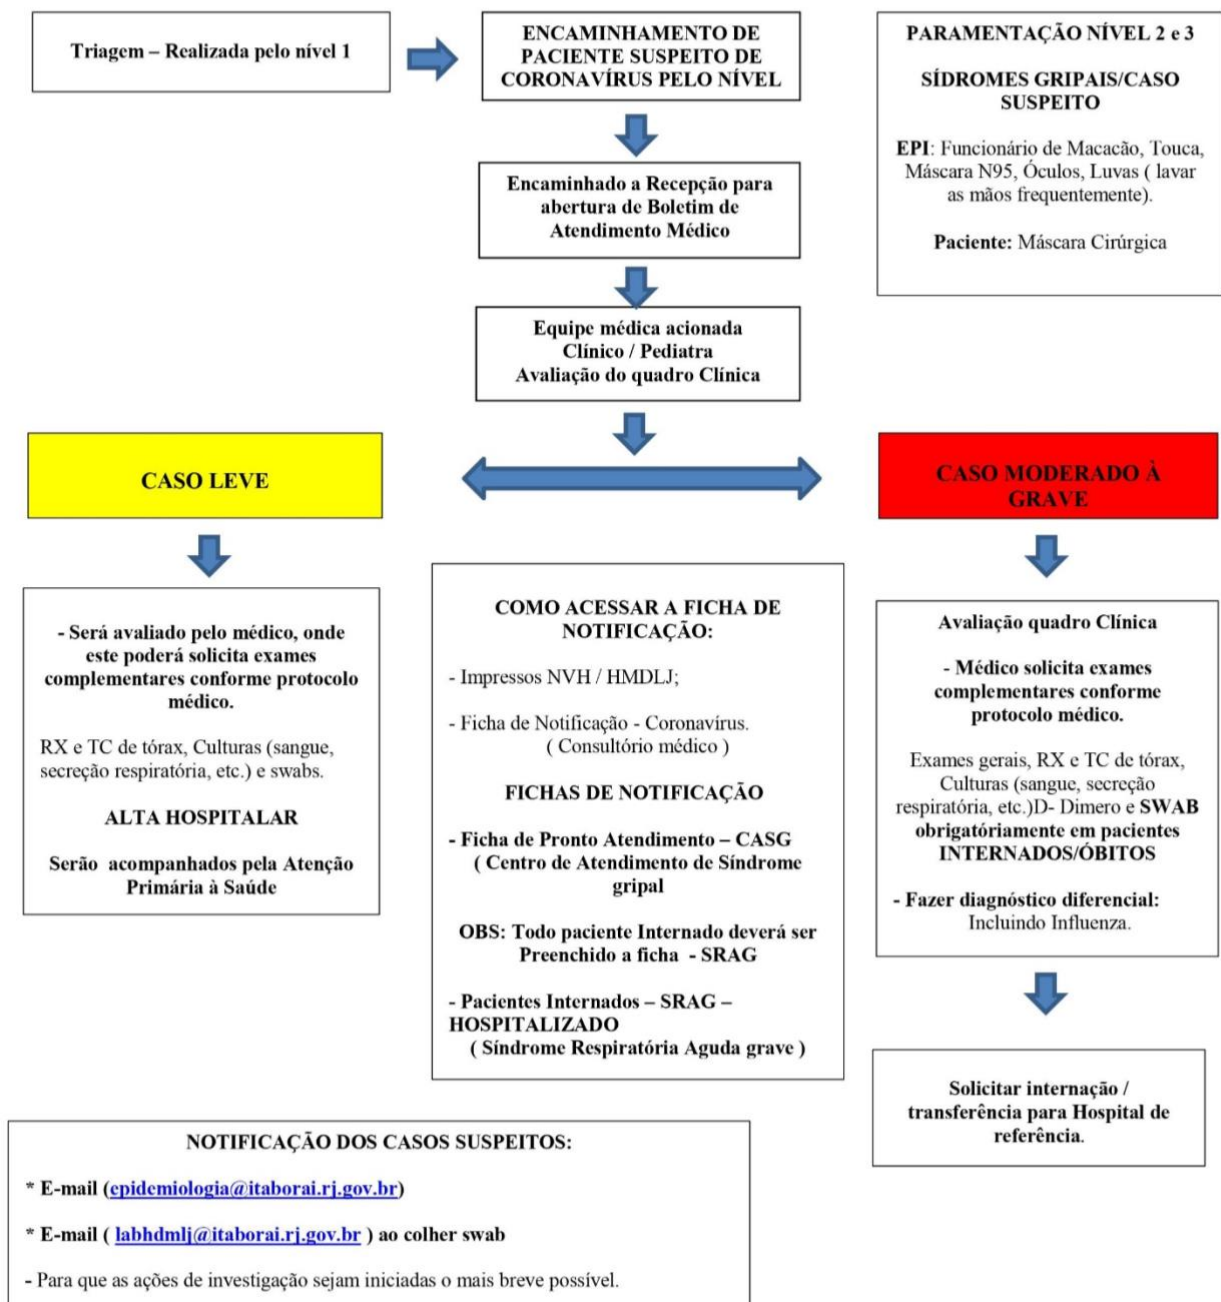 Triagem – Realizada pelo nível 1
ENCAMINHAMENTO DE
PACIENTE SUSPEITO DE
CORONAVÍRUS PELO NÍVEL
PARAMENTAÇÃO NÍVEL 2 e 3
SÍDROMES GRIPAIS/CASO
SUSPEITO
EPI: Funcionário de Macacão, Touca,
Máscara N95, Óculos, Luvas ( lavar
as mãos frequentemente).
Paciente: Máscara Cirúrgica
Encaminhado a Recepção para
abertura de Boletim de
Atendimento Médico
Equipe médica acionada
Clínico / Pediatra
Avaliação do quadro Clínica
CASO LEVE
CASO MODERADO À
GRAVE
- Será avaliado pelo médico, onde
este poderá solicita exames
complementares conforme protocolo
médico.
RX e TC de tórax, Culturas (sangue,
secreção respiratória, etc.) e swabs.
ALTA HOSPITALAR
Serão acompanhados pela Atenção
Primária à Saúde
COMO ACESSAR A FICHA DE
NOTIFICAÇÃO:
- Impressos NVH / HMDLJ;
- Ficha de Notificação - Coronavírus.
( Consultório médico )
FICHAS DE NOTIFICAÇÃO
- Ficha de Pronto Atendimento – CASG
( Centro de Atendimento de Síndrome
gripal
OBS: Todo paciente Internado deverá ser
Preenchido a ficha - SRAG
- Pacientes Internados – SRAG –
HOSPITALIZADO
( Síndrome Respiratória Aguda grave )
Avaliação quadro Clínica
- Médico solicita exames
complementares conforme
protocolo médico.
Exames gerais, RX e TC de tórax,
Culturas (sangue, secreção
respiratória, etc.)D- Dimero e SWAB
obrigatóriamente em pacientes
INTERNADOS/ÓBITOS
- Fazer diagnóstico diferencial:
Incluindo Influenza.
Solicitar internação /
transferência para Hospital de
referência.
NOTIFICAÇÃO DOS CASOS SUSPEITOS:
* E-mail (epidemiologia@itaborai.rj.gov.br)
* E-mail ( labhdmlj@itaborai.rj.gov.br ) ao colher swab
- Para que as ações de investigação sejam iniciadas o mais breve possível.